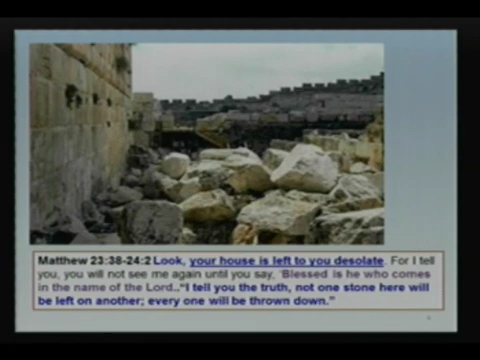 Matthew 23:38-24:2 Look, your house is left to you desolate. For I tell
you, you will not see me again until you say, 'Blessed is he who comes
in the name of the Lord.."I tell you the truth, not one stone here will
be left on another; every one will be thrown down."